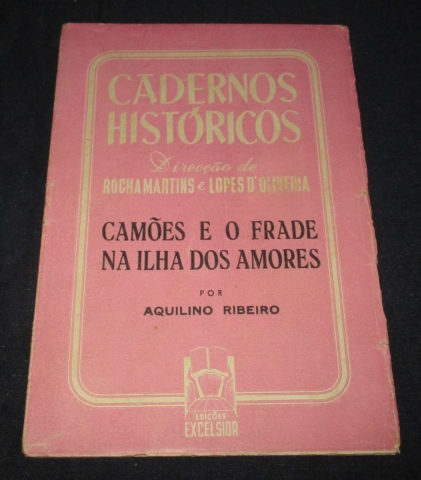 CADERNOS
HISTÓRICOS
Direcção de
ROCHA MARTINS e LOPES D'OLIVEIRA
CAMÕES E O FRADE
NA ILHA DOS AMORES
POR
AQUILINO RIBEIRO
EDIÇÕES
EXCELSIOR